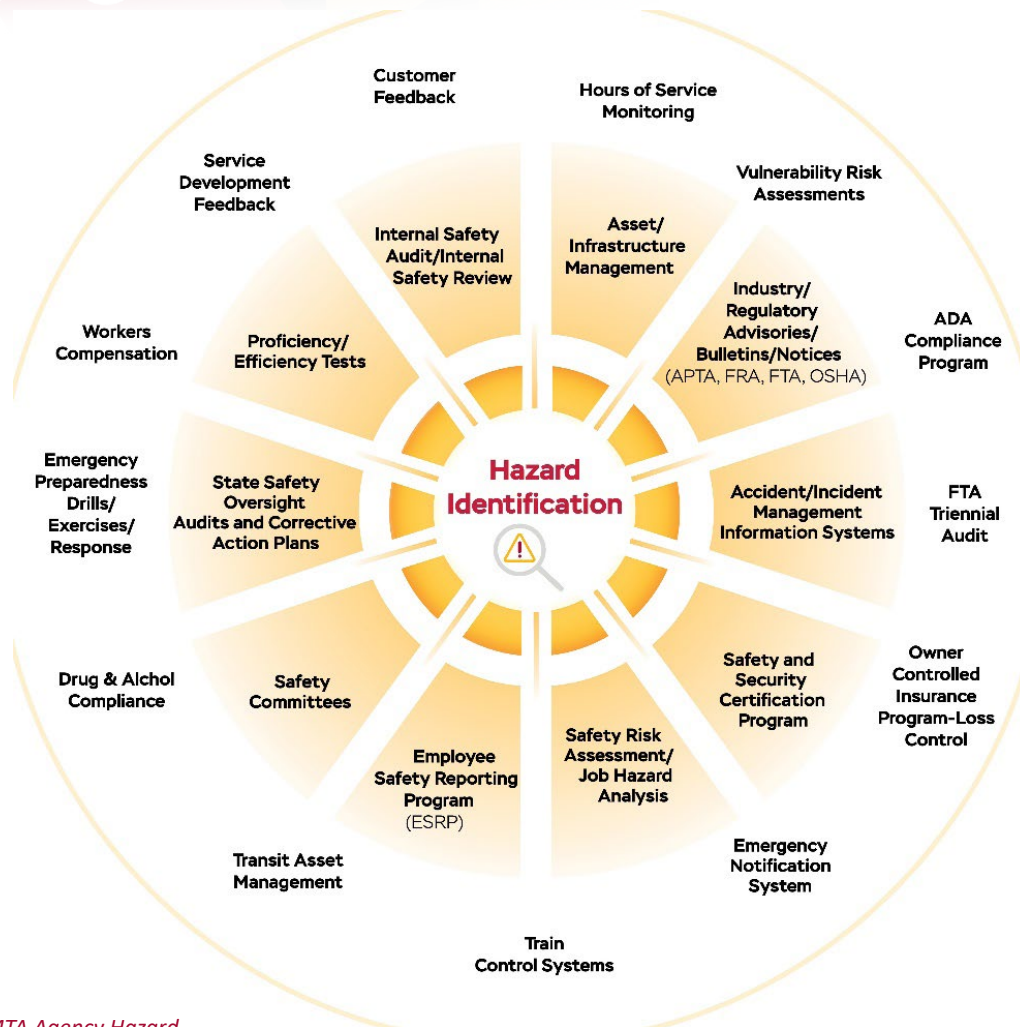 Customer
Feedback
Hours of Service
Monitoring
Service
Development
Feedback
Vulnerability Risk
Assessments
Internal Safety
Audit/Internal
Safety Review
Asset/
Infrastructure
Management
Industry/
Regulatory
Advisories/
Bulletins/Notices
(APTA, FRA, FTA, OSHA)
ADA
Compliance
Program
Workers
Compensation
Proficiency/
Efficiency Tests
Emergency
Preparedness
Drills/
Exercises/
Response
State Safety
Oversight
Audits and Corrective
Action Plans
Hazard
Identification
Accident/Incident
Management
Information Systems
FTA
Triennial
Audit
Drug & Alchol
Compliance
Safety
Committees
Safety and
Security
Certification
Program
Owner
Controlled
Insurance
Program-Loss
Control
Employee
Safety Reporting
Program
(ESRP)
Safety Risk
Assessment/
Job Hazard
Analysis
Transit Asset
Management
Emergency
Notification
System
Train
Control Systems
Agency Hazard